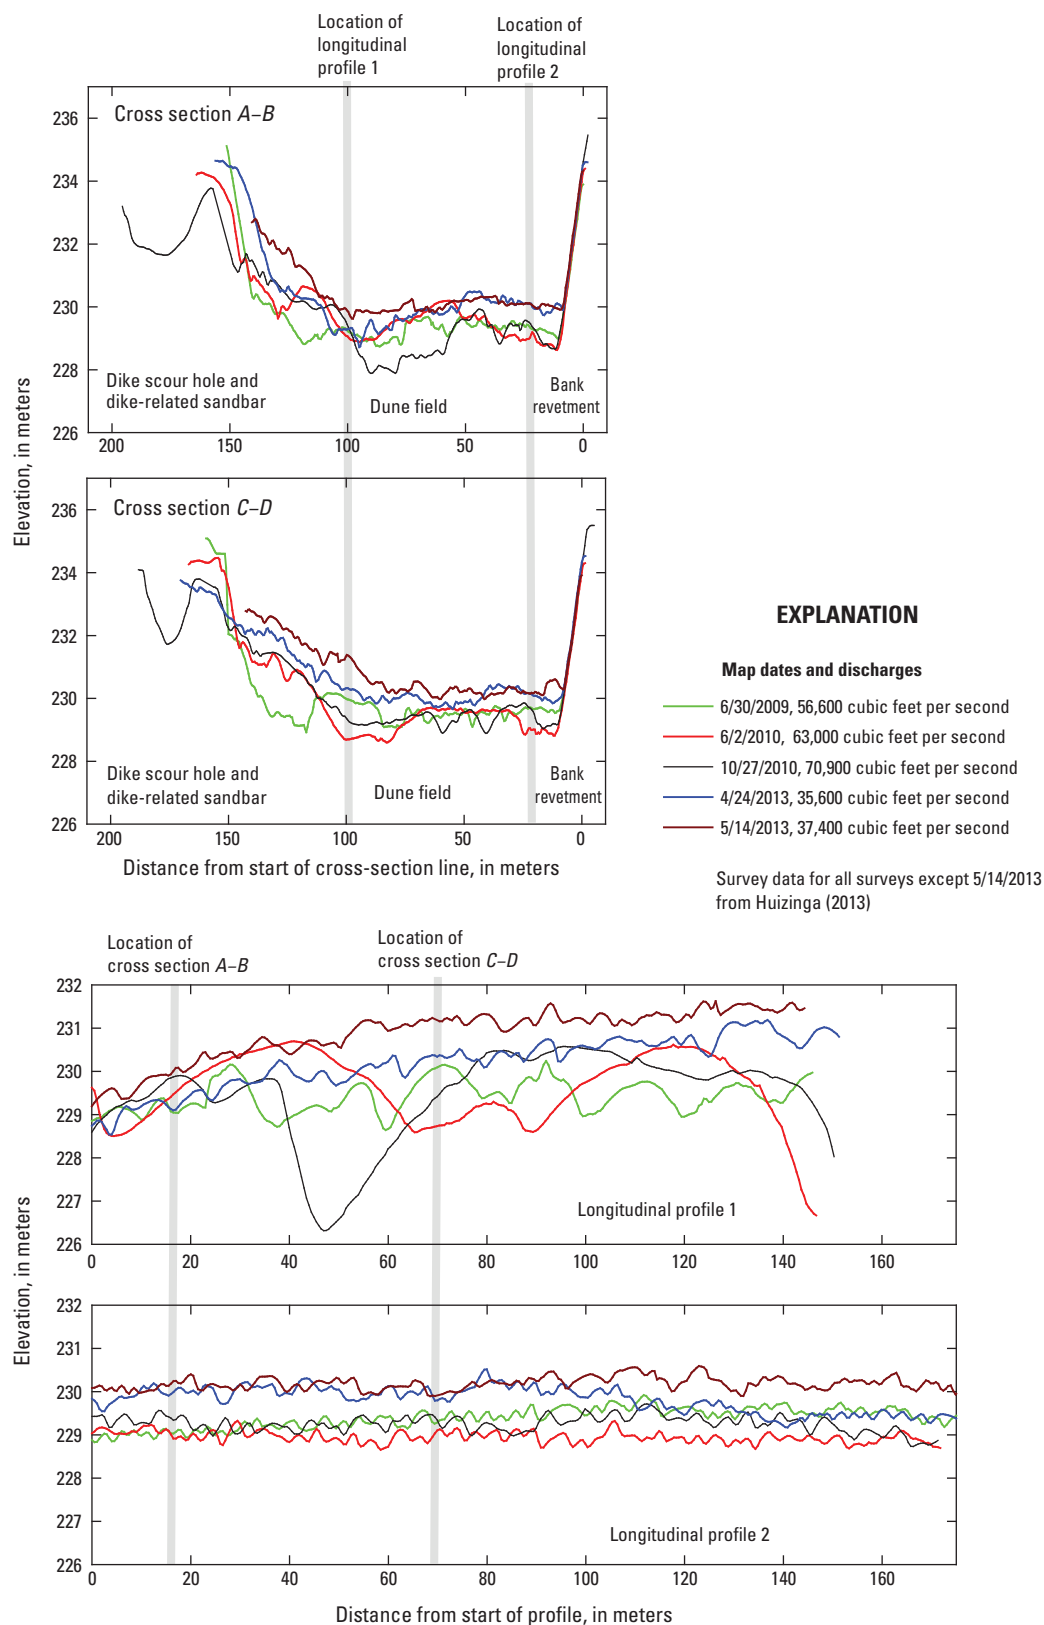 Location of
longitudinal
profile 1
Location of
longitudinal
profile 2
Cross section A–B
236
234
232
230
228
226
Dike scour hole and
dike-related sandbar
Dune field
Bank
revetment
200
150
100
50
0
Elevation, in meters
Cross section C–D
236
234
232
230
228
226
Dike scour hole and
dike-related sandbar
Dune field
Bank
revetment
200
150
100
50
0
Distance from start of cross-section line, in meters
EXPLANATION
Map dates and discharges
6/30/2009, 56,600 cubic feet per second
6/2/2010, 63,000 cubic feet per second
10/27/2010, 70,900 cubic feet per second
4/24/2013, 35,600 cubic feet per second
5/14/2013, 37,400 cubic feet per second
Survey data for all surveys except 5/14/2013
from Huizinga (2013)
Location of
cross section A–B
Location of
cross section C–D
232
231
230
229
228
227
226
Longitudinal profile 1
0
20
40
60
80
100
120
140
160
Elevation, in meters
232
231
230
229
228
227
226
Longitudinal profile 2
0
20
40
60
80
100
120
140
160
Distance from start of profile, in meters